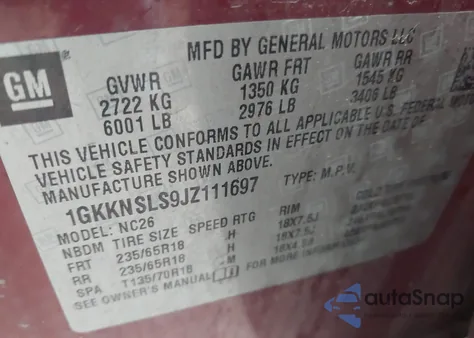 MFD BY GENERAL MOTORS LLC
GM
GVWR GAWR FRT GAWR RR
2722 KG 1350 KG 1545 KG
6001 LB 2976 LB 3406 LB
THIS VEHICLE CONFORMS TO ALL APPLICABLE U.S. FEDERAL MOTOR
VEHICLE SAFETY STANDARDS IN EFFECT ON THE DATE OF
MANUFACTURE SHOWN ABOVE.
1GKKNSLS9JZ111697 TYPE: M.P.V.
MODEL: NC26
NBDM TIRE SIZE SPEED RTG RIM
FRT 235/65R18 H 18X7.5J
RR 235/65R18 H 18X7.5J
SPA T135/70R18 18X4.5B
SEE OWNER'S MANUAL FOR MORE INFORMATION.
autoSnap